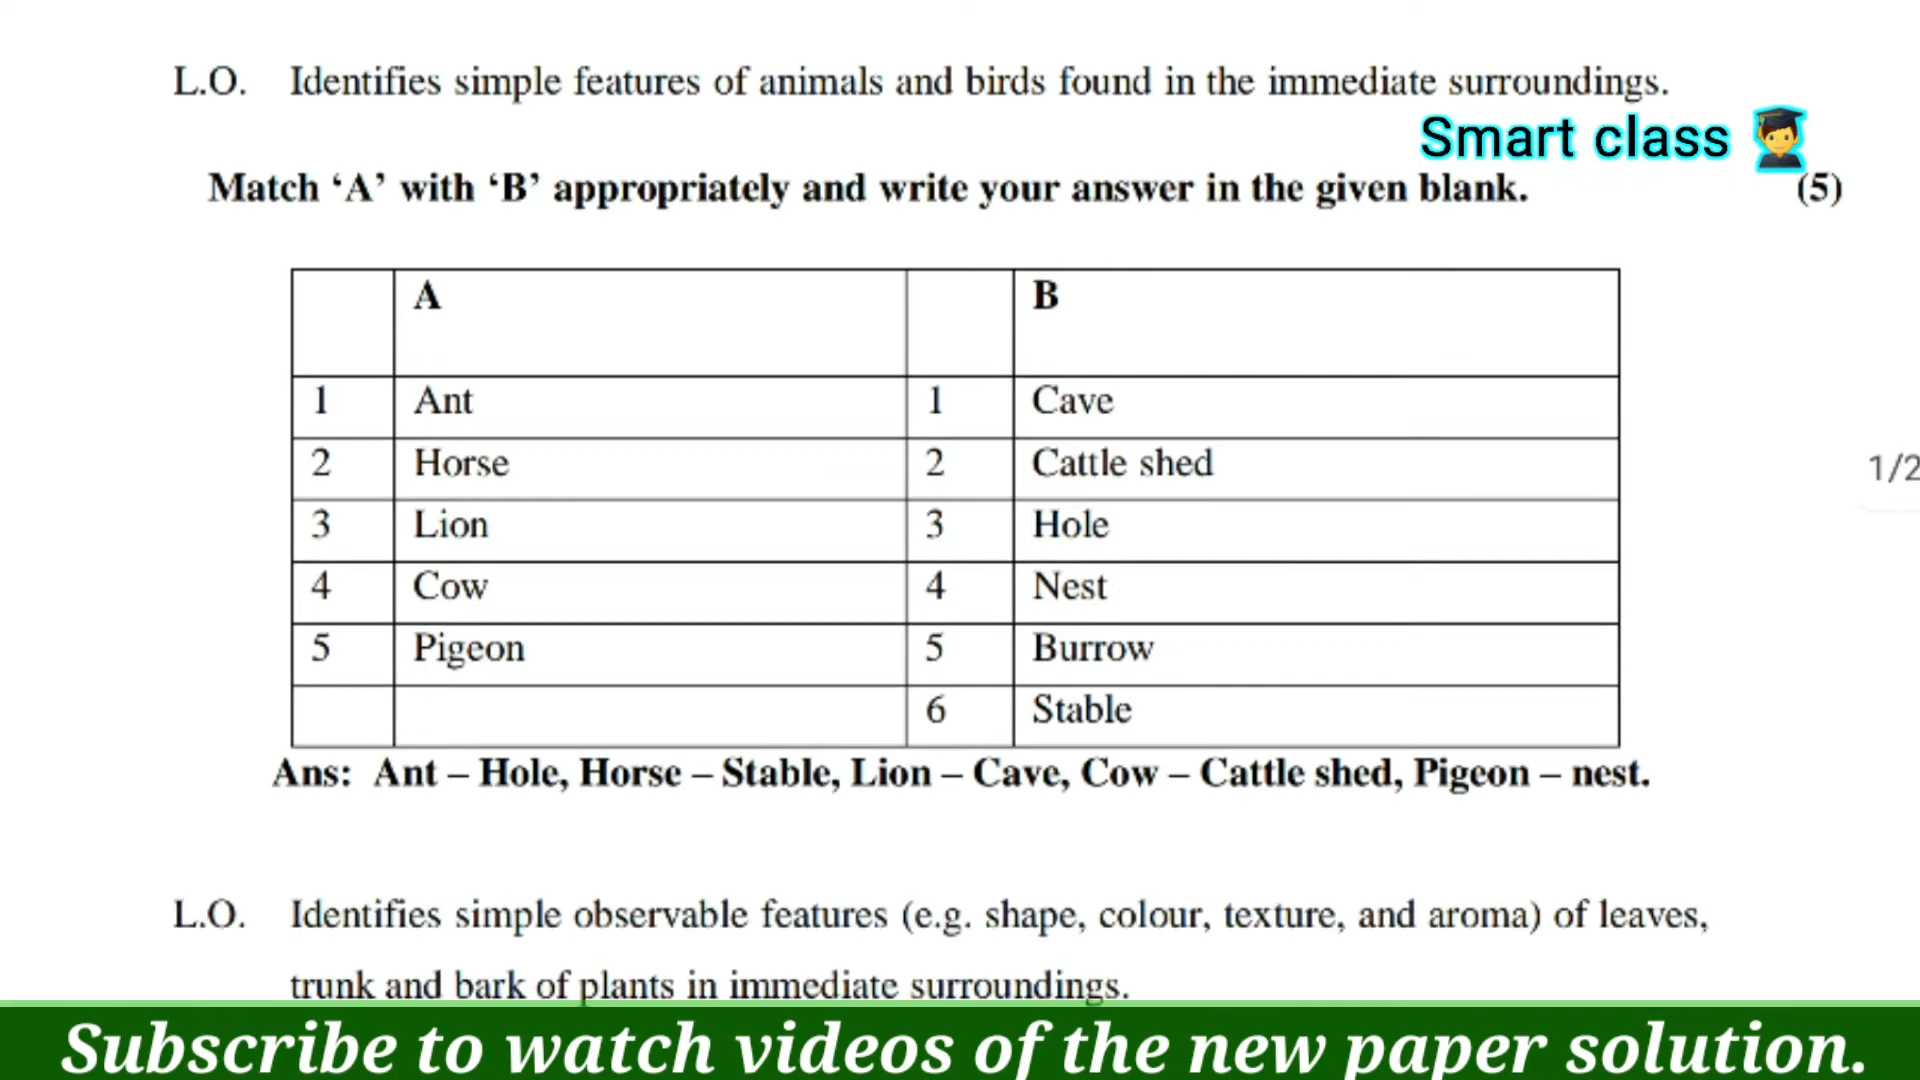 L.O. Identifies simple features of animals and birds found in the immediate surroundings.
Smart class
Match ‘A’ with ‘B’ appropriately and write your answer in the given blank. (5)
A B
1 Ant 1 Cave
2 Horse 2 Cattle shed
3 Lion 3 Hole
4 Cow 4 Nest
5 Pigeon 5 Burrow
6 Stable
1/2
Ans: Ant – Hole, Horse – Stable, Lion – Cave, Cow – Cattle shed, Pigeon – nest.
L.O. Identifies simple observable features (e.g. shape, colour, texture, and aroma) of leaves,
trunk and bark of plants in immediate surroundings.
Subscribe to watch videos of the new paper solution.